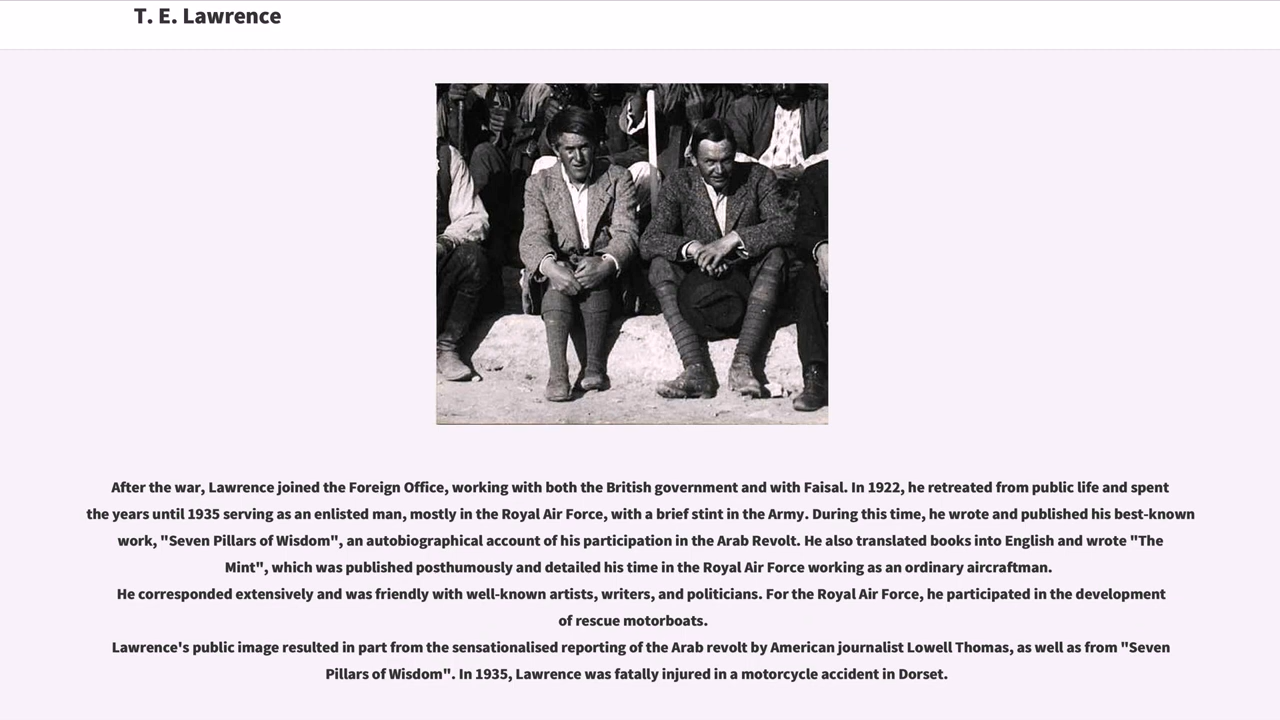 T. E. Lawrence
After the war, Lawrence joined the Foreign Office, working with both the British government and with Faisal. In 1922, he retreated from public life and spent
the years until 1935 serving as an enlisted man, mostly in the Royal Air Force, with a brief stint in the Army. During this time, he wrote and published his best-known
work, "Seven Pillars of Wisdom", an autobiographical account of his participation in the Arab Revolt. He also translated books into English and wrote "The
Mint", which was published posthumously and detailed his time in the Royal Air Force working as an ordinary aircraftman.
He corresponded extensively and was friendly with well-known artists, writers, and politicians. For the Royal Air Force, he participated in the development
of rescue motorboats.
Lawrence's public image resulted in part from the sensationalised reporting of the Arab revolt by American journalist Lowell Thomas, as well as from "Seven
Pillars of Wisdom". In 1935, Lawrence was fatally injured in a motorcycle accident in Dorset.